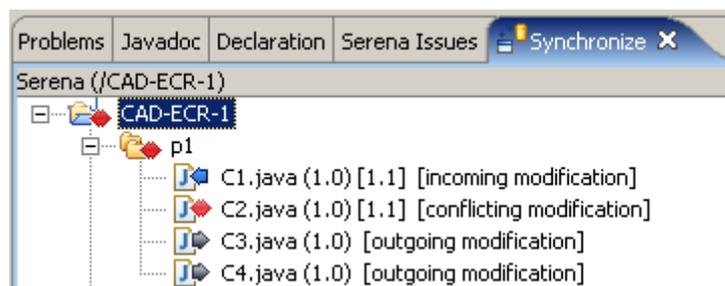 Problems Javadoc Declaration Serena Issues Synchronize
Serena (/CAD-ECR-1)
CAD-ECR-1
p1
C1.java (1.0) [1.1] [incoming modification]
C2.java (1.0) [1.1] [conflicting modification]
C3.java (1.0) [outgoing modification]
C4.java (1.0) [outgoing modification]